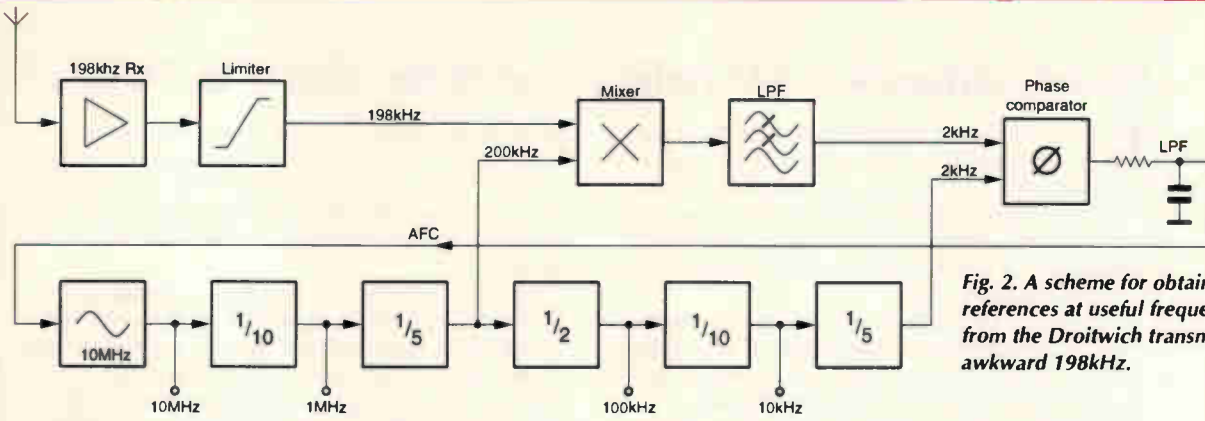 198khz Rx
Limiter
198kHz
200kHz
Mixer
LPF
2kHz
2kHz
Phase
comparator
Ø
LPF
AFC
10MHz
1/10
1/5
1/2
1/10
1/5
10MHz
1MHz
100kHz
10kHz
Fig. 2. A scheme for obtain
references at useful freque
from the Droitwich transm
awkward 198kHz.